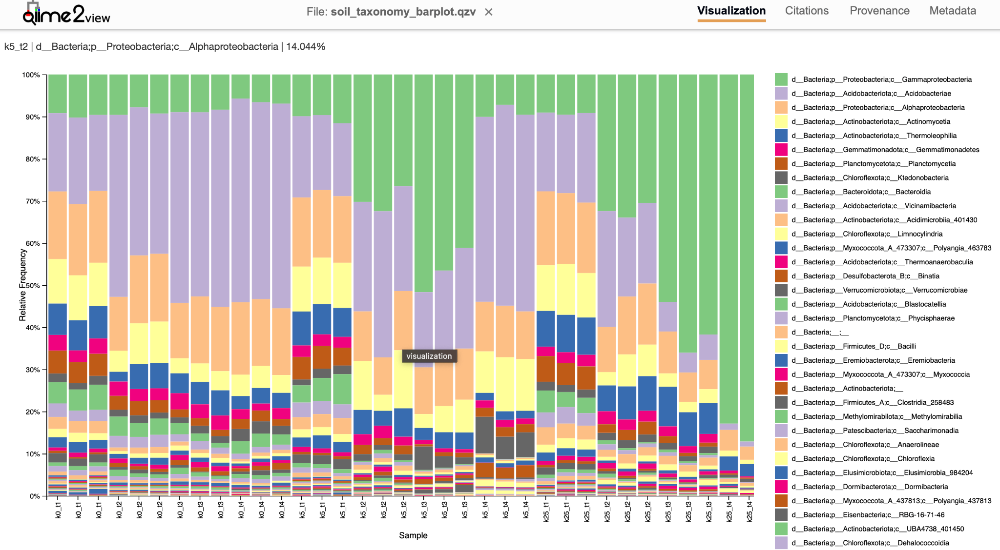 qiime2view
File: soil_taxonomy_barplot.qzv ×
Visualization
Citations
Provenance
Metadata
k5_t2 | d__Bacteria;p__Proteobacteria;c__Alphaproteobacteria | 14.044%
Relative Frequency
100%
90%
80%
70%
60%
50%
40%
30%
20%
10%
0%
visualization
k0_t1
k0_t1
k0_t1
k0_t2
k0_t2
k0_t2
k0_t3
k0_t3
k0_t3
k0_t4
k0_t4
k0_t4
k5_t1
k5_t1
k5_t1
k5_t2
k5_t2
k5_t2
k5_t3
k5_t3
k5_t3
k5_t4
k5_t4
k5_t4
k25_t1
k25_t1
k25_t1
k25_t2
k25_t2
k25_t2
k25_t3
k25_t3
k25_t3
k25_t4
k25_t4
Sample
d__Bacteria;p__Proteobacteria;c__Gammaproteobacteria
d__Bacteria;p__Acidobacteriota;c__Acidobacteriae
d__Bacteria;p__Proteobacteria;c__Alphaproteobacteria
d__Bacteria;p__Actinobacteriota;c__Actinomycetia
d__Bacteria;p__Actinobacteriota;c__Thermoleophilia
d__Bacteria;p__Gemmatimonadota;c__Gemmatimonadetes
d__Bacteria;p__Planctomycetota;c__Planctomycetia
d__Bacteria;p__Chloroflexota;c__Ktedonobacteria
d__Bacteria;p__Bacteroidota;c__Bacteroidia
d__Bacteria;p__Acidobacteriota;c__Vicinamibacteria
d__Bacteria;p__Actinobacteriota;c__Acidimicrobiia_401430
d__Bacteria;p__Chloroflexota;c__Limnocylindria
d__Bacteria;p__Myxococcota_A_473307;c__Polyangia_463783
d__Bacteria;p__Acidobacteriota;c__Thermoanaerobaculia
d__Bacteria;p__Desulfobacterota_B;c__Binatia
d__Bacteria;p__Verrucomicrobiota;c__Verrucomicrobiae
d__Bacteria;p__Acidobacteriota;c__Blastocatellia
d__Bacteria;p__Planctomycetota;c__Phycisphaerae
d__Bacteria;__;__
d__Bacteria;p__Firmicutes_D;c__Bacilli
d__Bacteria;p__Eremiobacterota;c__Eremiobacteria
d__Bacteria;p__Myxococcota_A_473307;c__Myxococcia
d__Bacteria;p__Actinobacteriota;__
d__Bacteria;p__Firmicutes_A;c__Clostridia_258483
d__Bacteria;p__Methylomirabilota;c__Methylomirabilia
d__Bacteria;p__Patescibacteria;c__Saccharimonadia
d__Bacteria;p__Chloroflexota;c__Anaerolineae
d__Bacteria;p__Chloroflexota;c__Chloroflexia
d__Bacteria;p__Elusimicrobiota;c__Elusimicrobia_984204
d__Bacteria;p__Dormibacterota;c__Dormibacteria
d__Bacteria;p__Myxococcota_A_437813;c__Polyangia_437813
d__Bacteria;p__Eisenbacteria;c__RBG-16-71-46
d__Bacteria;p__Actinobacteriota;c__UBA4738_401450
d__Bacteria;p__Chloroflexota;c__Dehalococcoidia